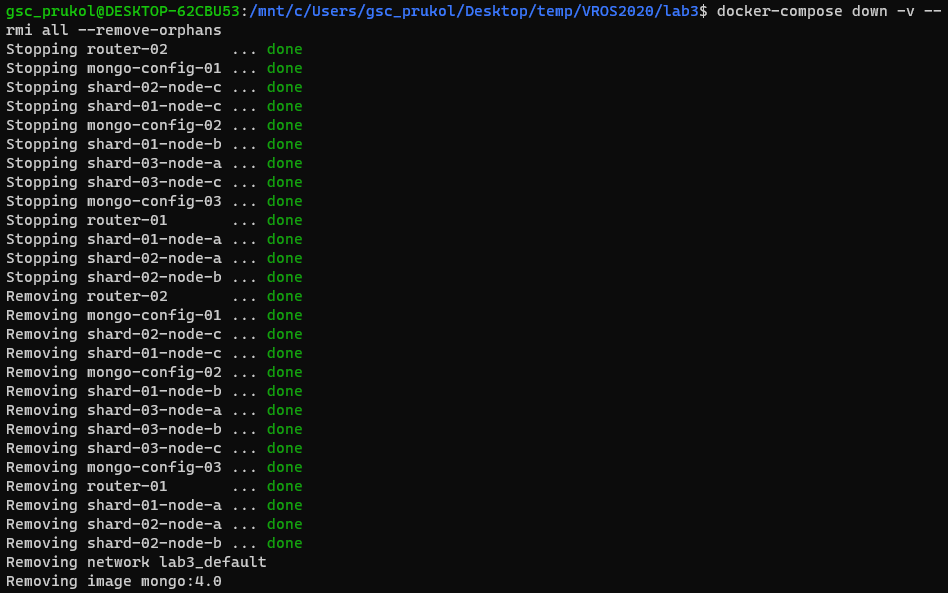 gsc_prukol@DESKTOP-62CBU53:/mnt/c/Users/gsc_prukol/Desktop/temp/VROS2020/lab3$ docker-compose down -v --
rmi all --remove-orphans
Stopping router-02       ... done
Stopping mongo-config-01 ... done
Stopping shard-02-node-c ... done
Stopping shard-01-node-c ... done
Stopping mongo-config-02 ... done
Stopping shard-01-node-b ... done
Stopping shard-03-node-a ... done
Stopping shard-03-node-c ... done
Stopping mongo-config-03 ... done
Stopping router-01       ... done
Stopping shard-01-node-a ... done
Stopping shard-02-node-a ... done
Stopping shard-02-node-b ... done
Removing router-02       ... done
Removing mongo-config-01 ... done
Removing shard-02-node-c ... done
Removing shard-01-node-c ... done
Removing mongo-config-02 ... done
Removing shard-01-node-b ... done
Removing shard-03-node-a ... done
Removing shard-03-node-b ... done
Removing shard-03-node-c ... done
Removing mongo-config-03 ... done
Removing router-01       ... done
Removing shard-01-node-a ... done
Removing shard-02-node-a ... done
Removing shard-02-node-b ... done
Removing network lab3_default
Removing image mongo:4.0